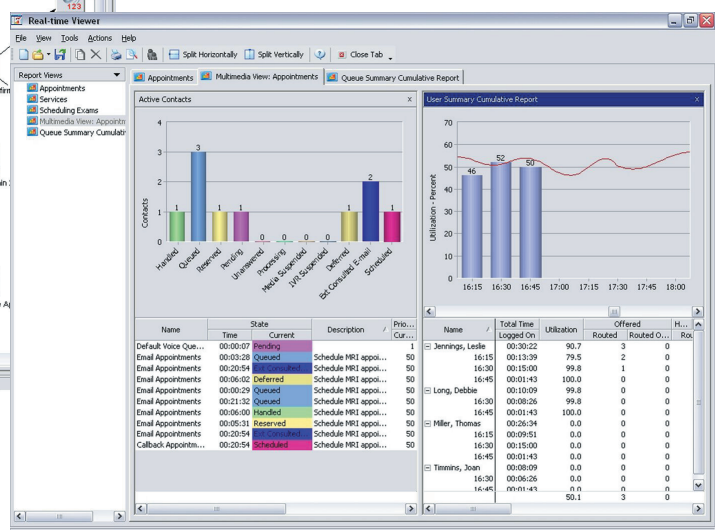 123
Real-time Viewer
File View Tools Actions Help
Split Horizontally Split Vertically Close Tab
Report Views
Appointments
Services
Scheduling Exams
Multimedia View: Appointm
Queue Summary Cumulativ
Appointments Multimedia View: Appointments Queue Summary Cumulative Report
Active Contacts x
Contacts
4
3
2
1
0
1 3 1 1 0 0 0 0 1 2 1
Handled Queued Reserved Pending Unanswered Processing Media Suspended IVR Suspended Deferred Ext Consulted E-mail Scheduled
Name State Description Prio...
Time Current Cur...
Default Voice Que... 00:00:07 Pending 1
Email Appointments 00:03:28 Queued Schedule MRI appoi... 50
Email Appointments 00:20:54 Ext Consulted... Schedule MRI appoi... 50
Email Appointments 00:06:02 Deferred Schedule MRI appoi... 50
Email Appointments 00:00:29 Queued Schedule MRI appoi... 50
Email Appointments 00:21:32 Queued Schedule MRI appoi... 50
Email Appointments 00:06:00 Handled Schedule MRI appoi... 50
Email Appointments 00:05:31 Reserved Schedule MRI appoi... 50
Email Appointments 00:20:54 Ext Consulted... Schedule MRI appoi... 50
Callback Appointm... 00:20:54 Scheduled Schedule MRI appoi... 50
User Summary Cumulative Report x
Utilization - Percent
70
60
50
40
30
20
10
0
46 52 50
16:15 16:30 16:45 17:00 17:15 17:30 17:45 18:00
Name Total Time Utilization Offered H...
Logged On Routed Routed O... Rou
Jennings, Leslie 00:30:22 90.7 3 0
16:15 00:13:39 79.5 2 0
16:30 00:15:00 99.8 1 0
16:45 00:01:43 100.0 0 0
Long, Debbie 00:10:09 99.8 0 0
16:30 00:08:26 99.8 0 0
16:45 00:01:43 100.0 0 0
Miller, Thomas 00:26:34 0.0 0 0
16:15 00:09:51 0.0 0 0
16:30 00:15:00 0.0 0 0
16:45 00:01:43 0.0 0 0
Timmins, Joan 00:08:09 0.0 0 0
16:30 00:06:26 0.0 0 0
16:45 00:01:43 0.0 0 0
50.1 3 0